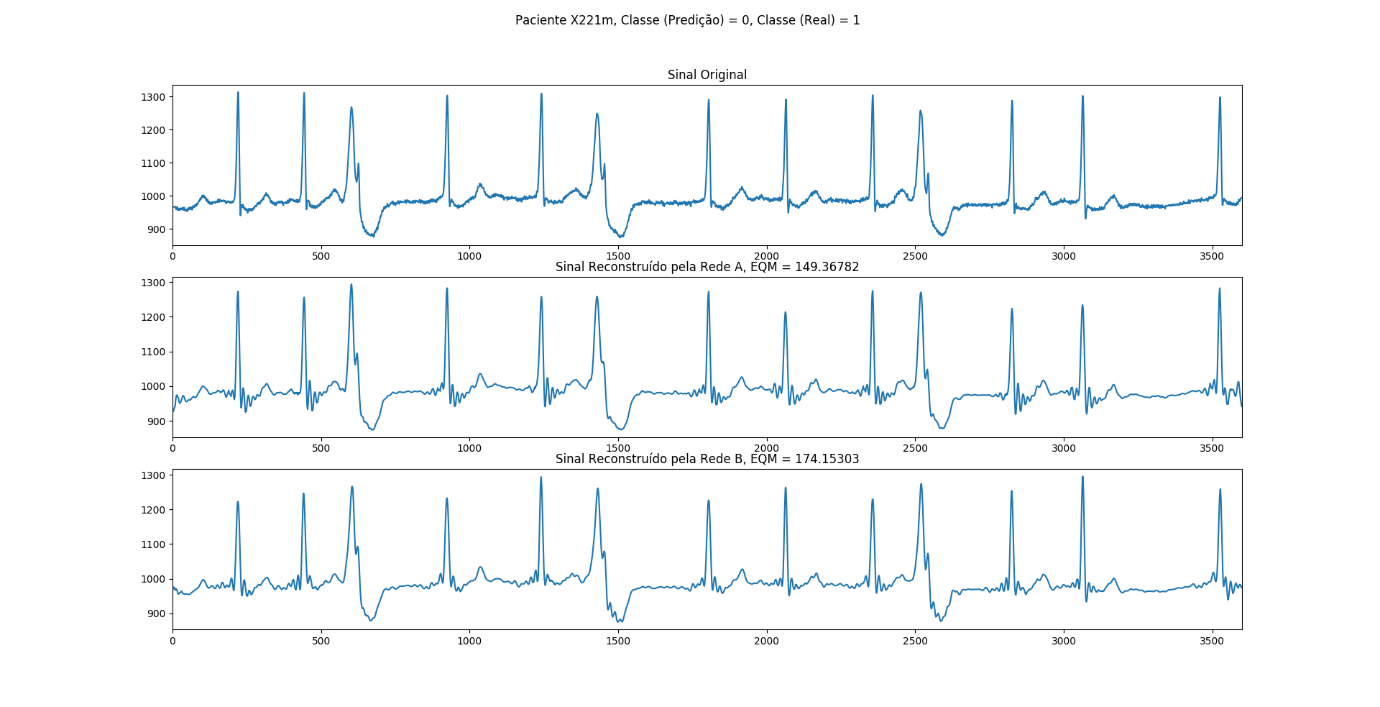 Paciente X221m, Classe (Predição) = 0, Classe (Real) = 1
Sinal Original
1300
1200
1100
1000
900
0 500 1000 1500 2000 2500 3000 3500
Sinal Reconstruído pela Rede A, EQM = 149.36782
1300
1200
1100
1000
900
0 500 1000 1500 2000 2500 3000 3500
Sinal Reconstruído pela Rede B, EQM = 174.15303
1300
1200
1100
1000
900
0 500 1000 1500 2000 2500 3000 3500